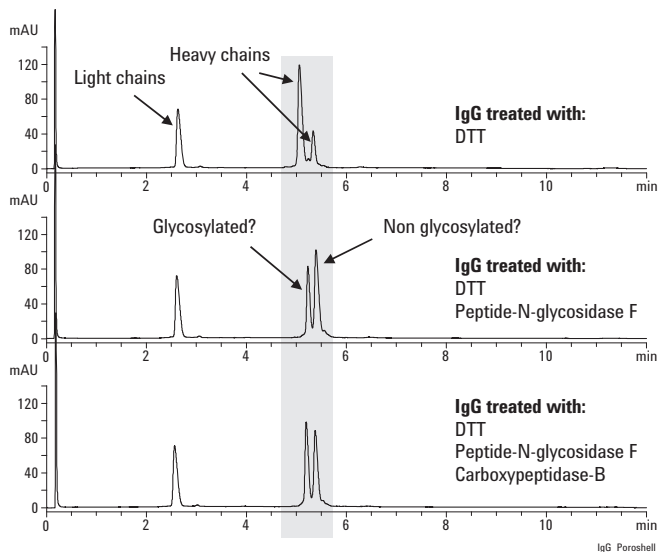 mAU
120
80
40
0
Light chains
Heavy chains
IgG treated with:
DTT
0 2 4 6 8 10 min
mAU
120
80
40
0
Glycosylated?
Non glycosylated?
IgG treated with:
DTT
Peptide-N-glycosidase F
0 2 4 6 8 10 min
mAU
120
80
40
0
IgG treated with:
DTT
Peptide-N-glycosidase F
Carboxypeptidase-B
0 2 4 6 8 10 min
IgG_Poroshell